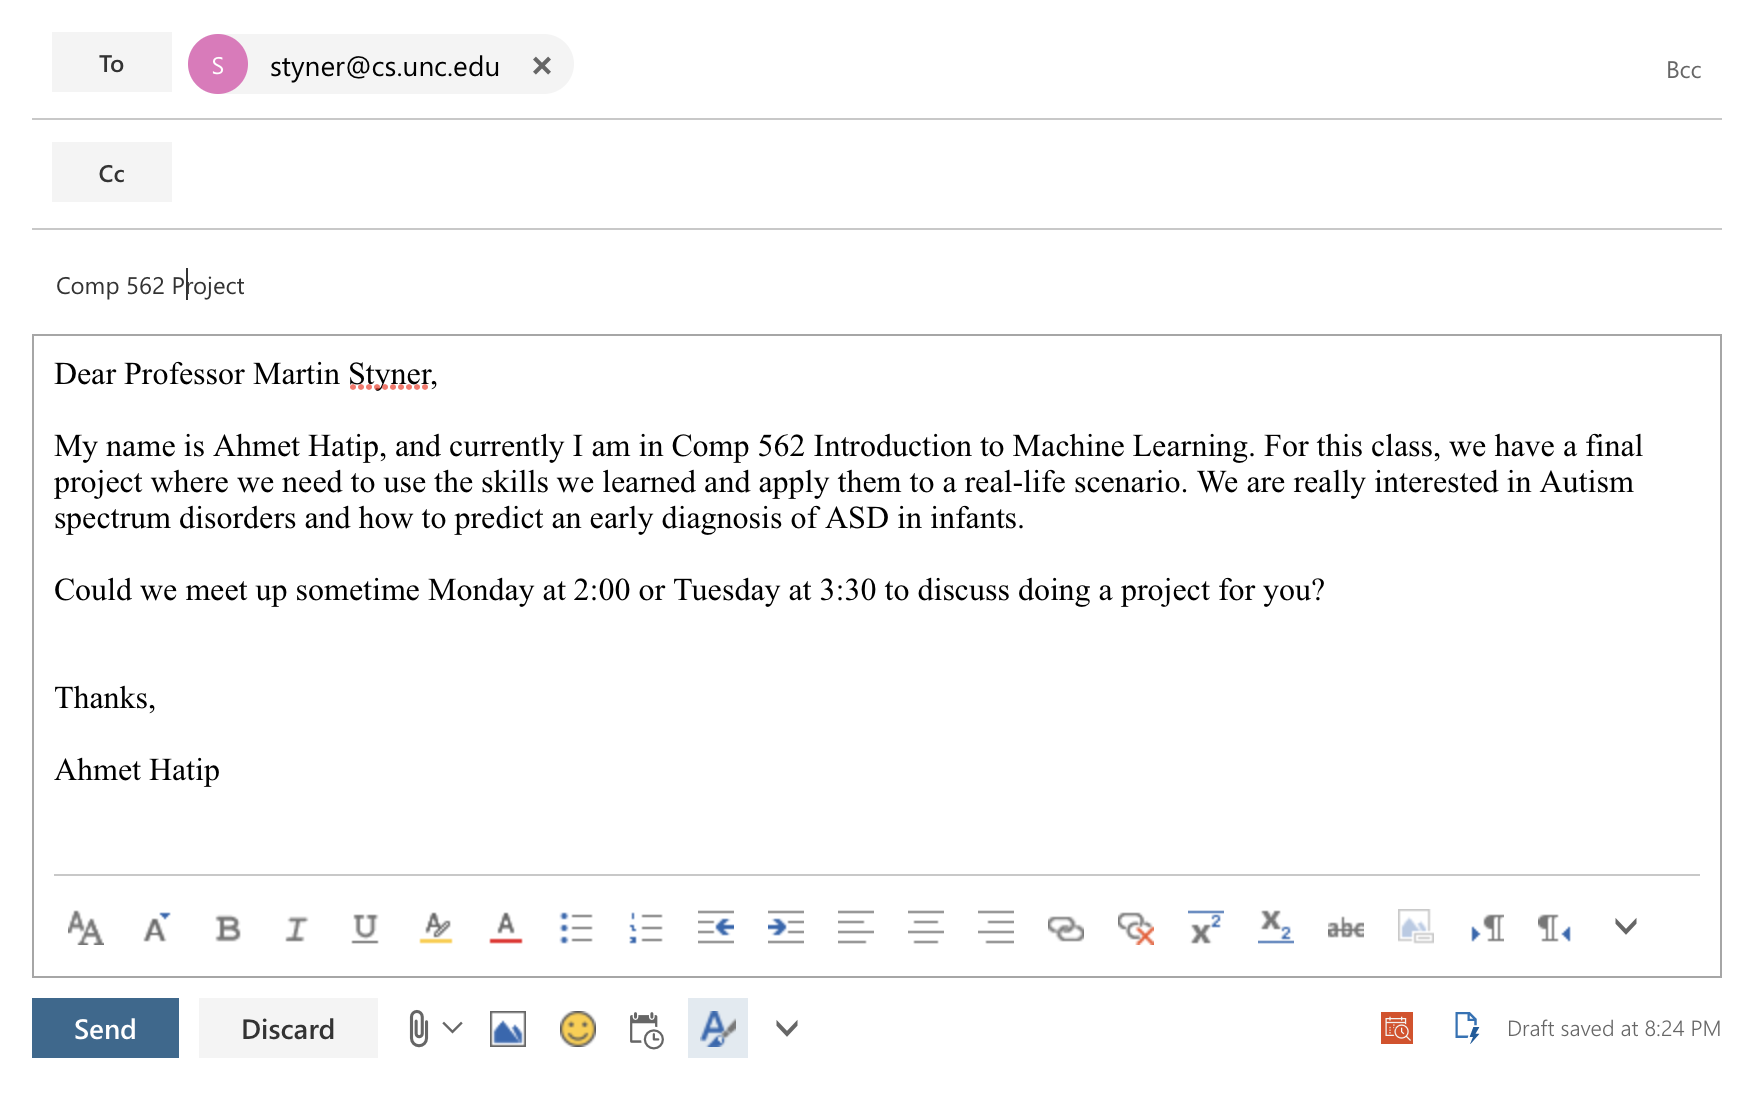 To
S
styner@cs.unc.edu
Bcc
Cc
Comp 562 Project
Dear Professor Martin Styner,
My name is Ahmet Hatip, and currently I am in Comp 562 Introduction to Machine Learning. For this class, we have a final
project where we need to use the skills we learned and apply them to a real-life scenario. We are really interested in Autism
spectrum disorders and how to predict an early diagnosis of ASD in infants.
Could we meet up sometime Monday at 2:00 or Tuesday at 3:30 to discuss doing a project for you?
Thanks,
Ahmet Hatip
AA A B I U A A x² X₂ abc ¶ ¶
Send Discard A Draft saved at 8:24 PM